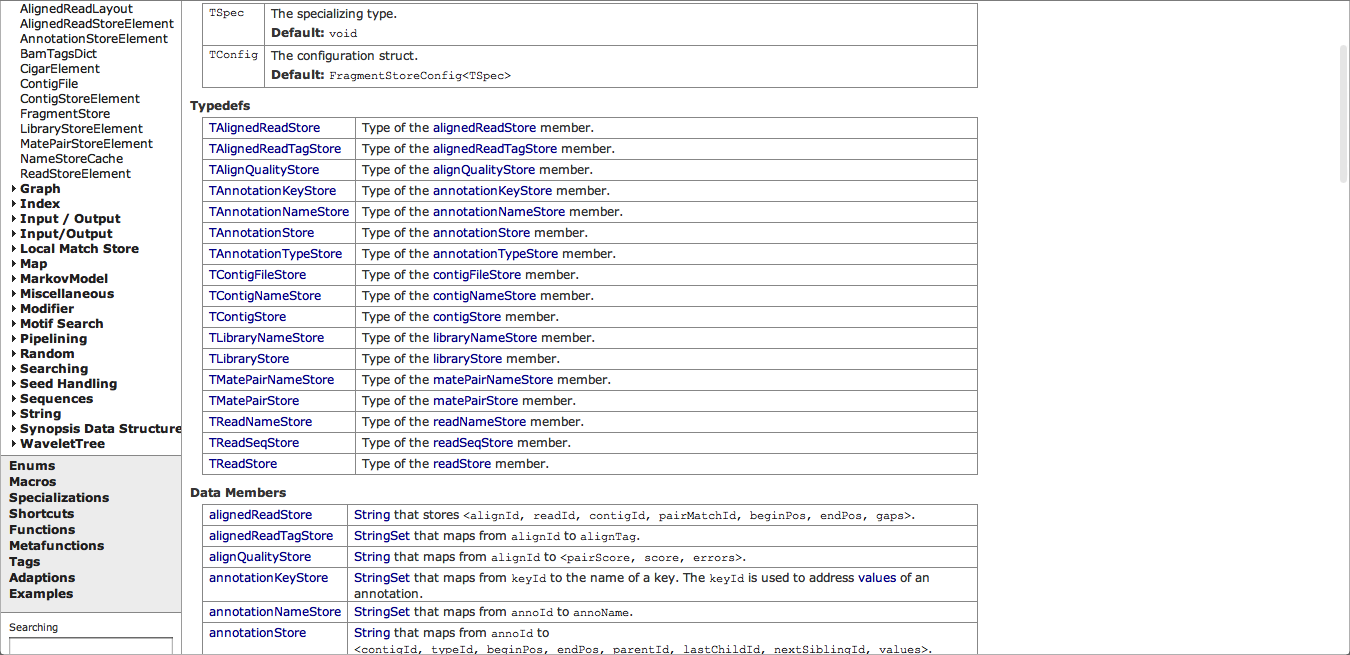 AlignedReadLayout
AlignedReadStoreElement
AnnotationStoreElement
BamTagsDict
CigarElement
ContigFile
ContigStoreElement
FragmentStore
LibraryStoreElement
MatePairStoreElement
NameStoreCache
ReadStoreElement
Graph
Index
Input / Output
Input/Output
Local Match Store
Map
MarkovModel
Miscellaneous
Modifier
Motif Search
Pipelining
Random
Searching
Seed Handling
Sequences
String
Synopsis Data Structure
WaveletTree
Enums
Macros
Specializations
Shortcuts
Functions
Metafunctions
Tags
Adaptions
Examples
Searching
TSpec The specializing type.
Default: void
TConfig The configuration struct.
Default: FragmentStoreConfig<TSpec>
Typedefs
TAlignedReadStore Type of the alignedReadStore member.
TAlignedReadTagStore Type of the alignedReadTagStore member.
TAlignQualityStore Type of the alignQualityStore member.
TAnnotationKeyStore Type of the annotationKeyStore member.
TAnnotationNameStore Type of the annotationNameStore member.
TAnnotationStore Type of the annotationStore member.
TAnnotationTypeStore Type of the annotationTypeStore member.
TContigFileStore Type of the contigFileStore member.
TContigNameStore Type of the contigNameStore member.
TContigStore Type of the contigStore member.
TLibraryNameStore Type of the libraryNameStore member.
TLibraryStore Type of the libraryStore member.
TMatePairNameStore Type of the matePairNameStore member.
TMatePairStore Type of the matePairStore member.
TReadNameStore Type of the readNameStore member.
TReadSeqStore Type of the readSeqStore member.
TReadStore Type of the readStore member.
Data Members
alignedReadStore String that stores <alignId, readId, contigId, pairMatchId, beginPos, endPos, gaps>.
alignedReadTagStore StringSet that maps from alignId to alignTag.
alignQualityStore String that maps from alignId to <pairScore, score, errors>.
annotationKeyStore StringSet that maps from keyId to the name of a key. The keyId is used to address values of an
annotation.
annotationNameStore StringSet that maps from annoId to annoName.
annotationStore String that maps from annoId to
<contigId, typeId, beginPos, endPos, parentId, lastChildId, nextSiblingId, values>.